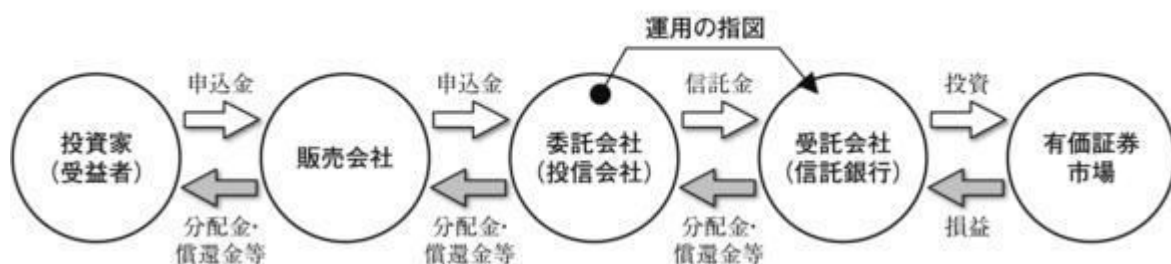 運用の指図
申込金
申込金
信託金
投資
投資家
(受益者)
販売会社
委託会社
(投信会社)
受託会社
(信託銀行)
有価証券
市場
分配金・
償還金等
分配金・
償還金等
分配金・
償還金等
損益